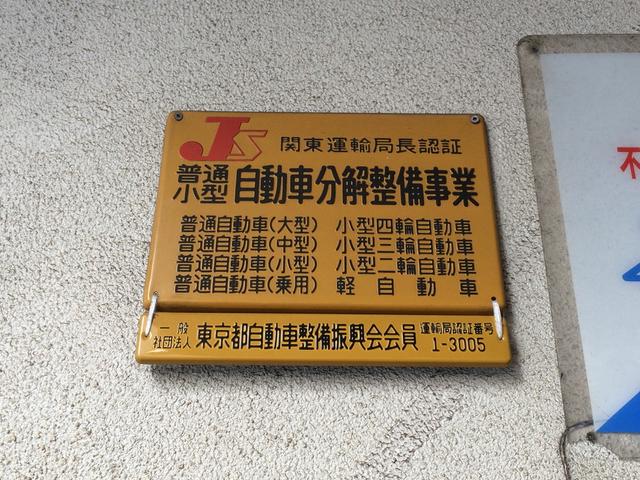 JS 関東運輸局長認証
普通
小型 自動車分解整備事業
普通自動車(大型) 小型四輪自動車
普通自動車(中型) 小型三輪自動車
普通自動車(小型) 小型二輪自動車
普通自動車(乗用) 軽自動車
一般
社団法人 東京都自動車整備振興会会員
運輸局認証番号
1-3005